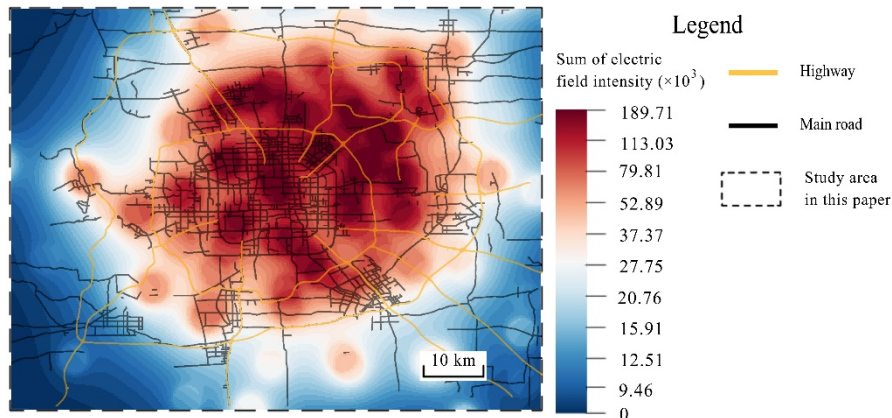 Legend
Sum of electric
field intensity (×10³)
189.71
113.03
79.81
52.89
37.37
27.75
20.76
15.91
12.51
9.46
0
Highway
Main road
Study area
in this paper
10 km